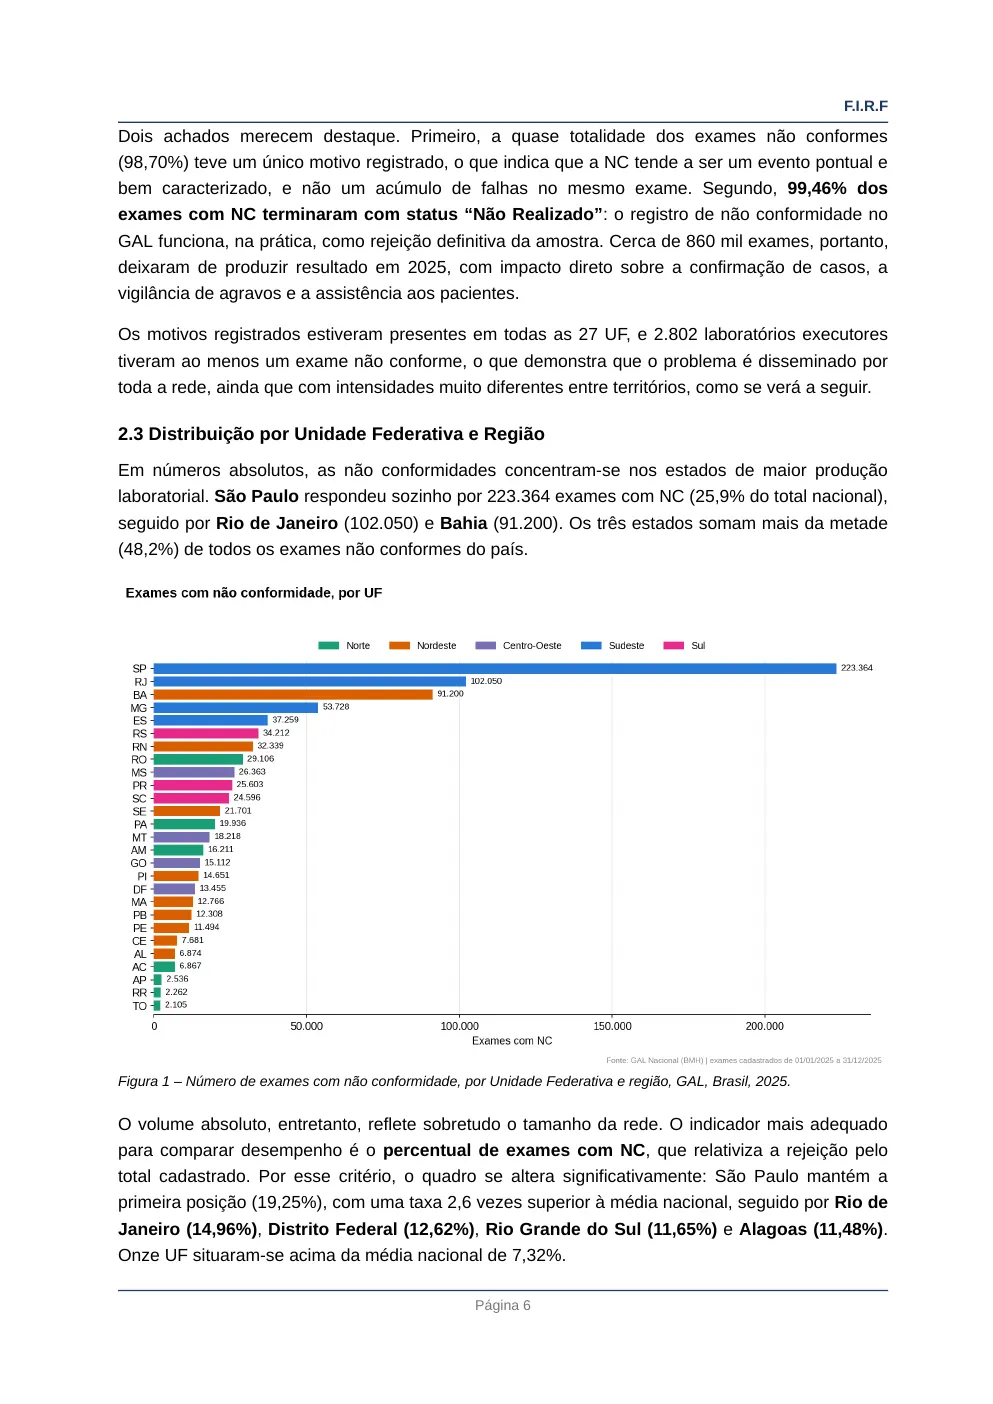 F.I.R.F
Dois achados merecem destaque. Primeiro, a quase totalidade dos exames não conformes
(98,70%) teve um único motivo registrado, o que indica que a NC tende a ser um evento pontual e
bem caracterizado, e não um acúmulo de falhas no mesmo exame. Segundo, 99,46% dos
exames com NC terminaram com status “Não Realizado”: o registro de não conformidade no
GAL funciona, na prática, como rejeição definitiva da amostra. Cerca de 860 mil exames, portanto,
deixaram de produzir resultado em 2025, com impacto direto sobre a confirmação de casos, a
vigilância de agravos e a assistência aos pacientes.
Os motivos registrados estiveram presentes em todas as 27 UF, e 2.802 laboratórios executores
tiveram ao menos um exame não conforme, o que demonstra que o problema é disseminado por
toda a rede, ainda que com intensidades muito diferentes entre territórios, como se verá a seguir.
2.3 Distribuição por Unidade Federativa e Região
Em números absolutos, as não conformidades concentram-se nos estados de maior produção
laboratorial. São Paulo respondeu sozinho por 223.364 exames com NC (25,9% do total nacional),
seguido por Rio de Janeiro (102.050) e Bahia (91.200). Os três estados somam mais da metade
(48,2%) de todos os exames não conformes do país.
Exames com não conformidade, por UF
Norte Nordeste Centro-Oeste Sudeste Sul
SP 223.364
RJ 102.050
BA 91.200
MG 53.728
ES 37.259
RS 34.212
RN 32.339
RO 29.106
MS 26.363
PR 25.603
SC 24.596
SE 21.701
PA 19.936
MT 18.218
AM 16.211
GO 15.112
PI 14.651
DF 13.455
MA 12.766
PB 12.308
PE 11.494
CE 7.681
AL 6.874
AC 6.867
AP 2.536
RR 2.262
TO 2.105
0 50.000 100.000 150.000 200.000
Exames com NC
Fonte: GAL Nacional (BMH) | exames cadastrados de 01/01/2025 a 31/12/2025
Figura 1 – Número de exames com não conformidade, por Unidade Federativa e região, GAL, Brasil, 2025.
O volume absoluto, entretanto, reflete sobretudo o tamanho da rede. O indicador mais adequado
para comparar desempenho é o percentual de exames com NC, que relativiza a rejeição pelo
total cadastrado. Por esse critério, o quadro se altera significativamente: São Paulo mantém a
primeira posição (19,25%), com uma taxa 2,6 vezes superior à média nacional, seguido por Rio de
Janeiro (14,96%), Distrito Federal (12,62%), Rio Grande do Sul (11,65%) e Alagoas (11,48%).
Onze UF situaram-se acima da média nacional de 7,32%.
Página 6